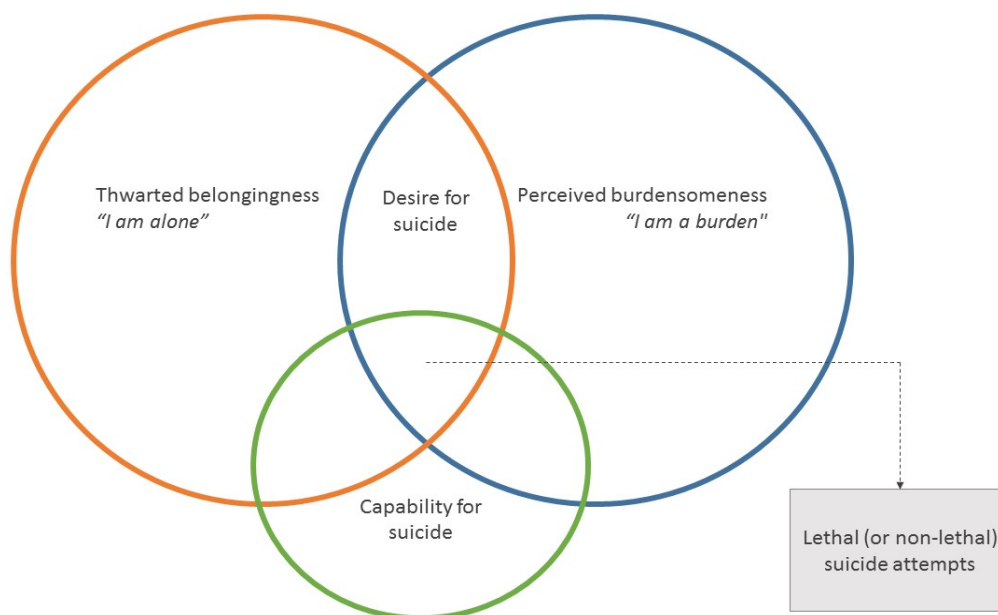 Thwarted belongingness
“I am alone”
Desire for
suicide
Perceived burdensomeness
“I am a burden"
Capability for
suicide
Lethal (or non-lethal)
suicide attempts